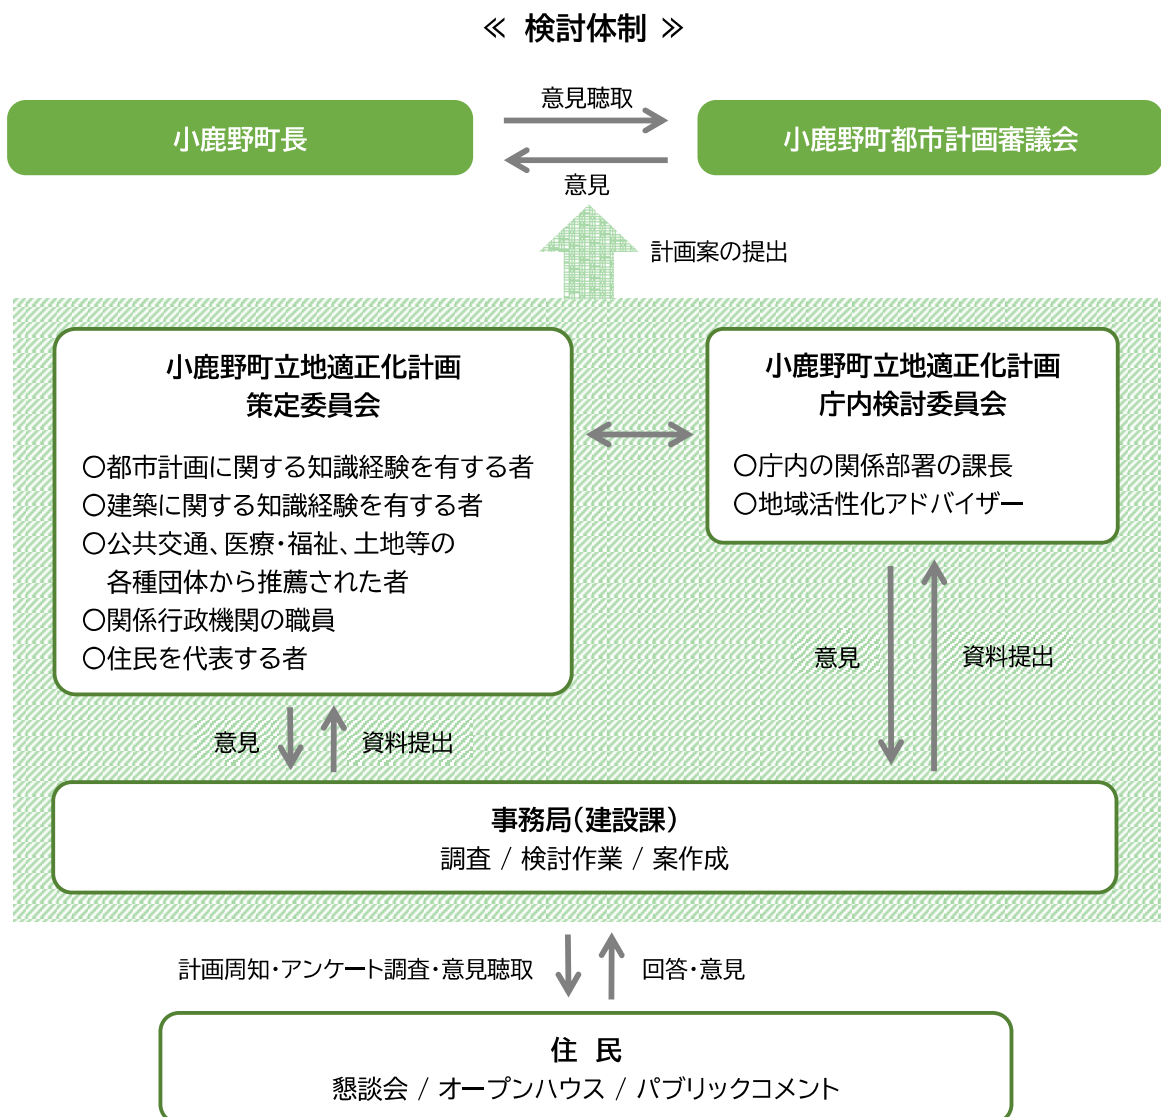 ≪ 検討体制 ≫
意見聴取
小鹿野町長
小鹿野町都市計画審議会
意見
計画案の提出
小鹿野町立地適正化計画
策定委員会
〇都市計画に関する知識経験を有する者
〇建築に関する知識経験を有する者
〇公共交通、医療・福祉、土地等の
各種団体から推薦された者
〇関係行政機関の職員
〇住民を代表する者
小鹿野町立地適正化計画
庁内検討委員会
〇庁内の関係部署の課長
〇地域活性化アドバイザー
意見
資料提出
意見
資料提出
事務局(建設課)
調査 / 検討作業 / 案作成
計画周知・アンケート調査・意見聴取
回答・意見
住 民
懇談会 / オープンハウス / パブリックコメント